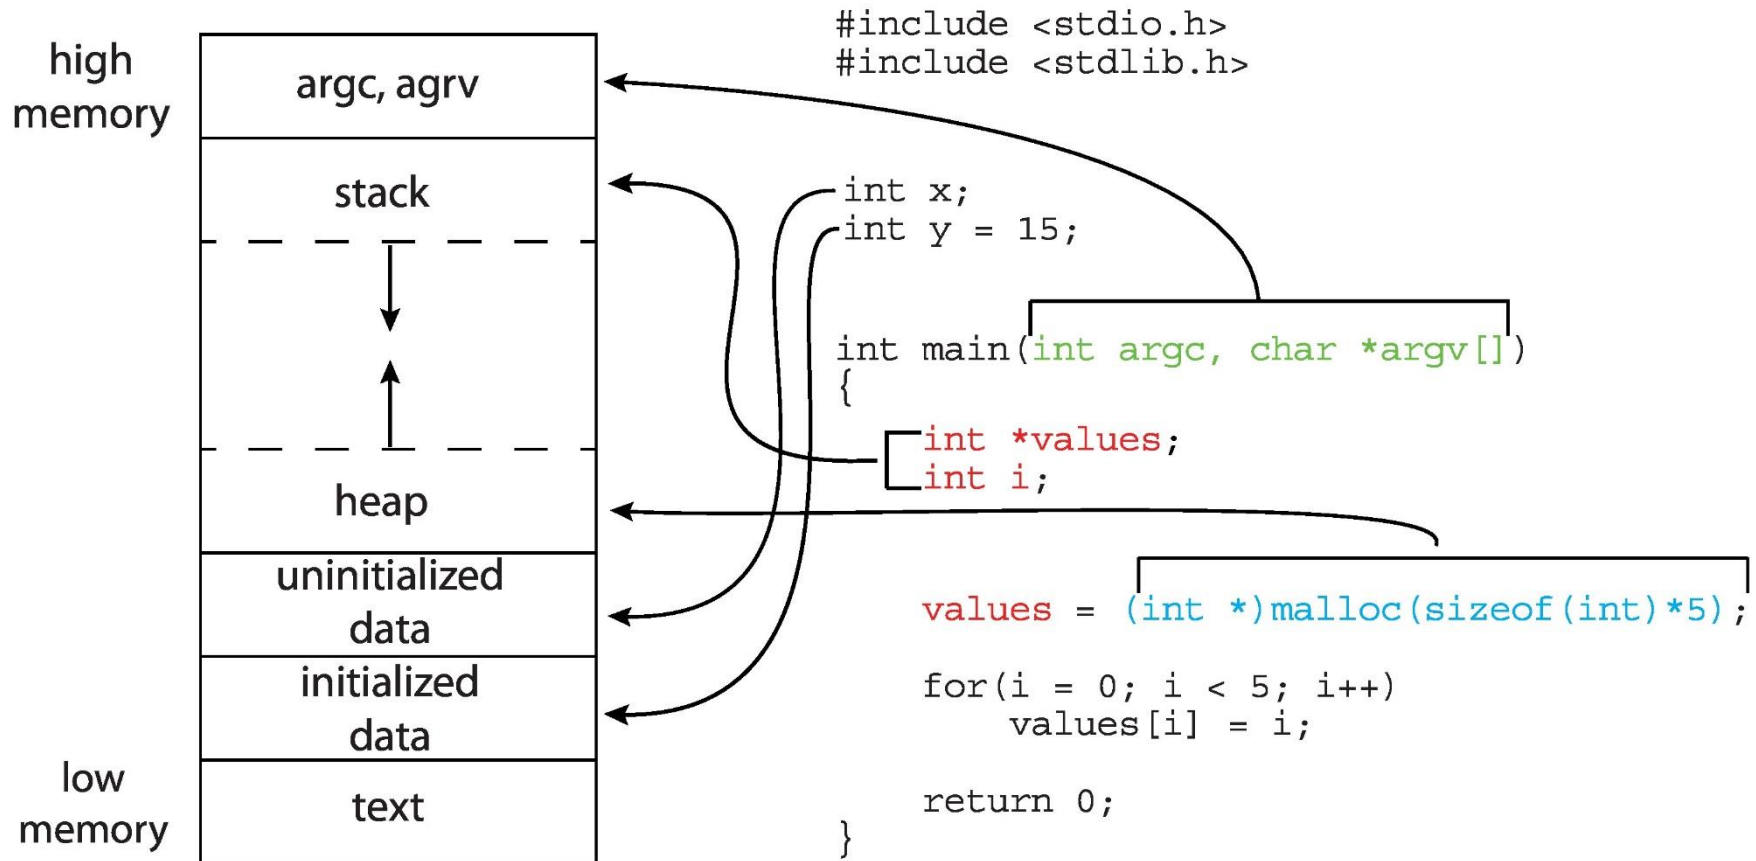 high
memory
argc, agrv
stack
heap
uninitialized
data
initialized
data
text
low
memory
#include <stdio.h>
#include <stdlib.h>
int x;
int y = 15;
int main(int argc, char *argv[])
{
int *values;
int i;
values = (int *)malloc(sizeof(int)*5);
for(i = 0; i < 5; i++)
values[i] = i;
return 0;
}